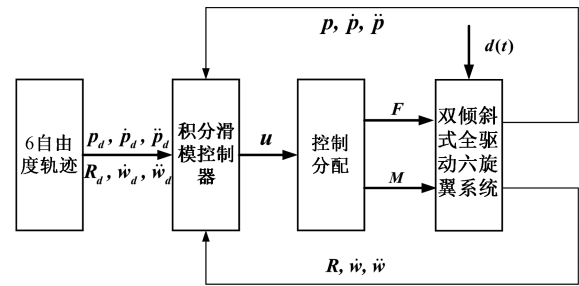 p, ṗ, p̈
d(t)
6自由
度轨迹
p_d, ṗ_d, p̈_d
R_d, ẇ_d, ẅ_d
积分滑
模控制
器
u
控制
分配
F
M
双倾斜
式全驱
动六旋
翼系统
R, ẇ, ẅ